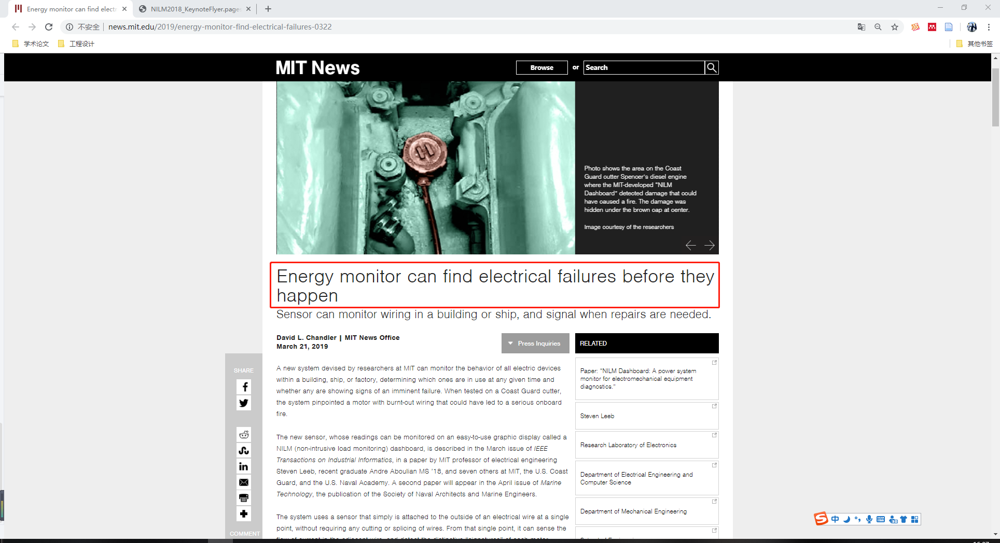 Energy monitor can find electr
NILM2018_KeynoteFlyer.pages
不安全
news.mit.edu/2019/energy-monitor-find-electrical-failures-0322
学术论文
工程设计
其他书签
MIT News
Browse
or
Search
Photo shows the area on the Coast
Guard cutter Spencer's diesel engine
where the MIT-developed “NILM
Dashboard” detected damage that could
have caused a fire. The damage was
hidden under the brown cap at center.
Image courtesy of the researchers
Energy monitor can find electrical failures before they
happen
Sensor can monitor wiring in a building or ship, and signal when repairs are needed.
David L. Chandler | MIT News Office
March 21, 2019
Press Inquiries
A new system devised by researchers at MIT can monitor the behavior of all electric devices
within a building, ship, or factory, determining which ones are in use at any given time and
whether any are showing signs of an imminent failure. When tested on a Coast Guard cutter,
the system pinpointed a motor with burnt-out wiring that could have led to a serious onboard
fire.
The new sensor, whose readings can be monitored on an easy-to-use graphic display called a
NILM (non-intrusive load monitoring) dashboard, is described in the March issue of IEEE
Transactions on Industrial Informatics, in a paper by MIT professor of electrical engineering
Steven Leeb, recent graduate Andre Aboulian MS ’18, and seven others at MIT, the U.S. Coast
Guard, and the U.S. Naval Academy. A second paper will appear in the April issue of Marine
Technology, the publication of the Society of Naval Architects and Marine Engineers.
The system uses a sensor that simply is attached to the outside of an electrical wire at a single
point, without requiring any cutting or splicing of wires. From that single point, it can sense the
RELATED
Paper: “NILM Dashboard: A power system
monitor for electromechanical equipment
diagnostics.”
Steven Leeb
Research Laboratory of Electronics
Department of Electrical Engineering and
Computer Science
Department of Mechanical Engineering
SHARE
COMMENT
中